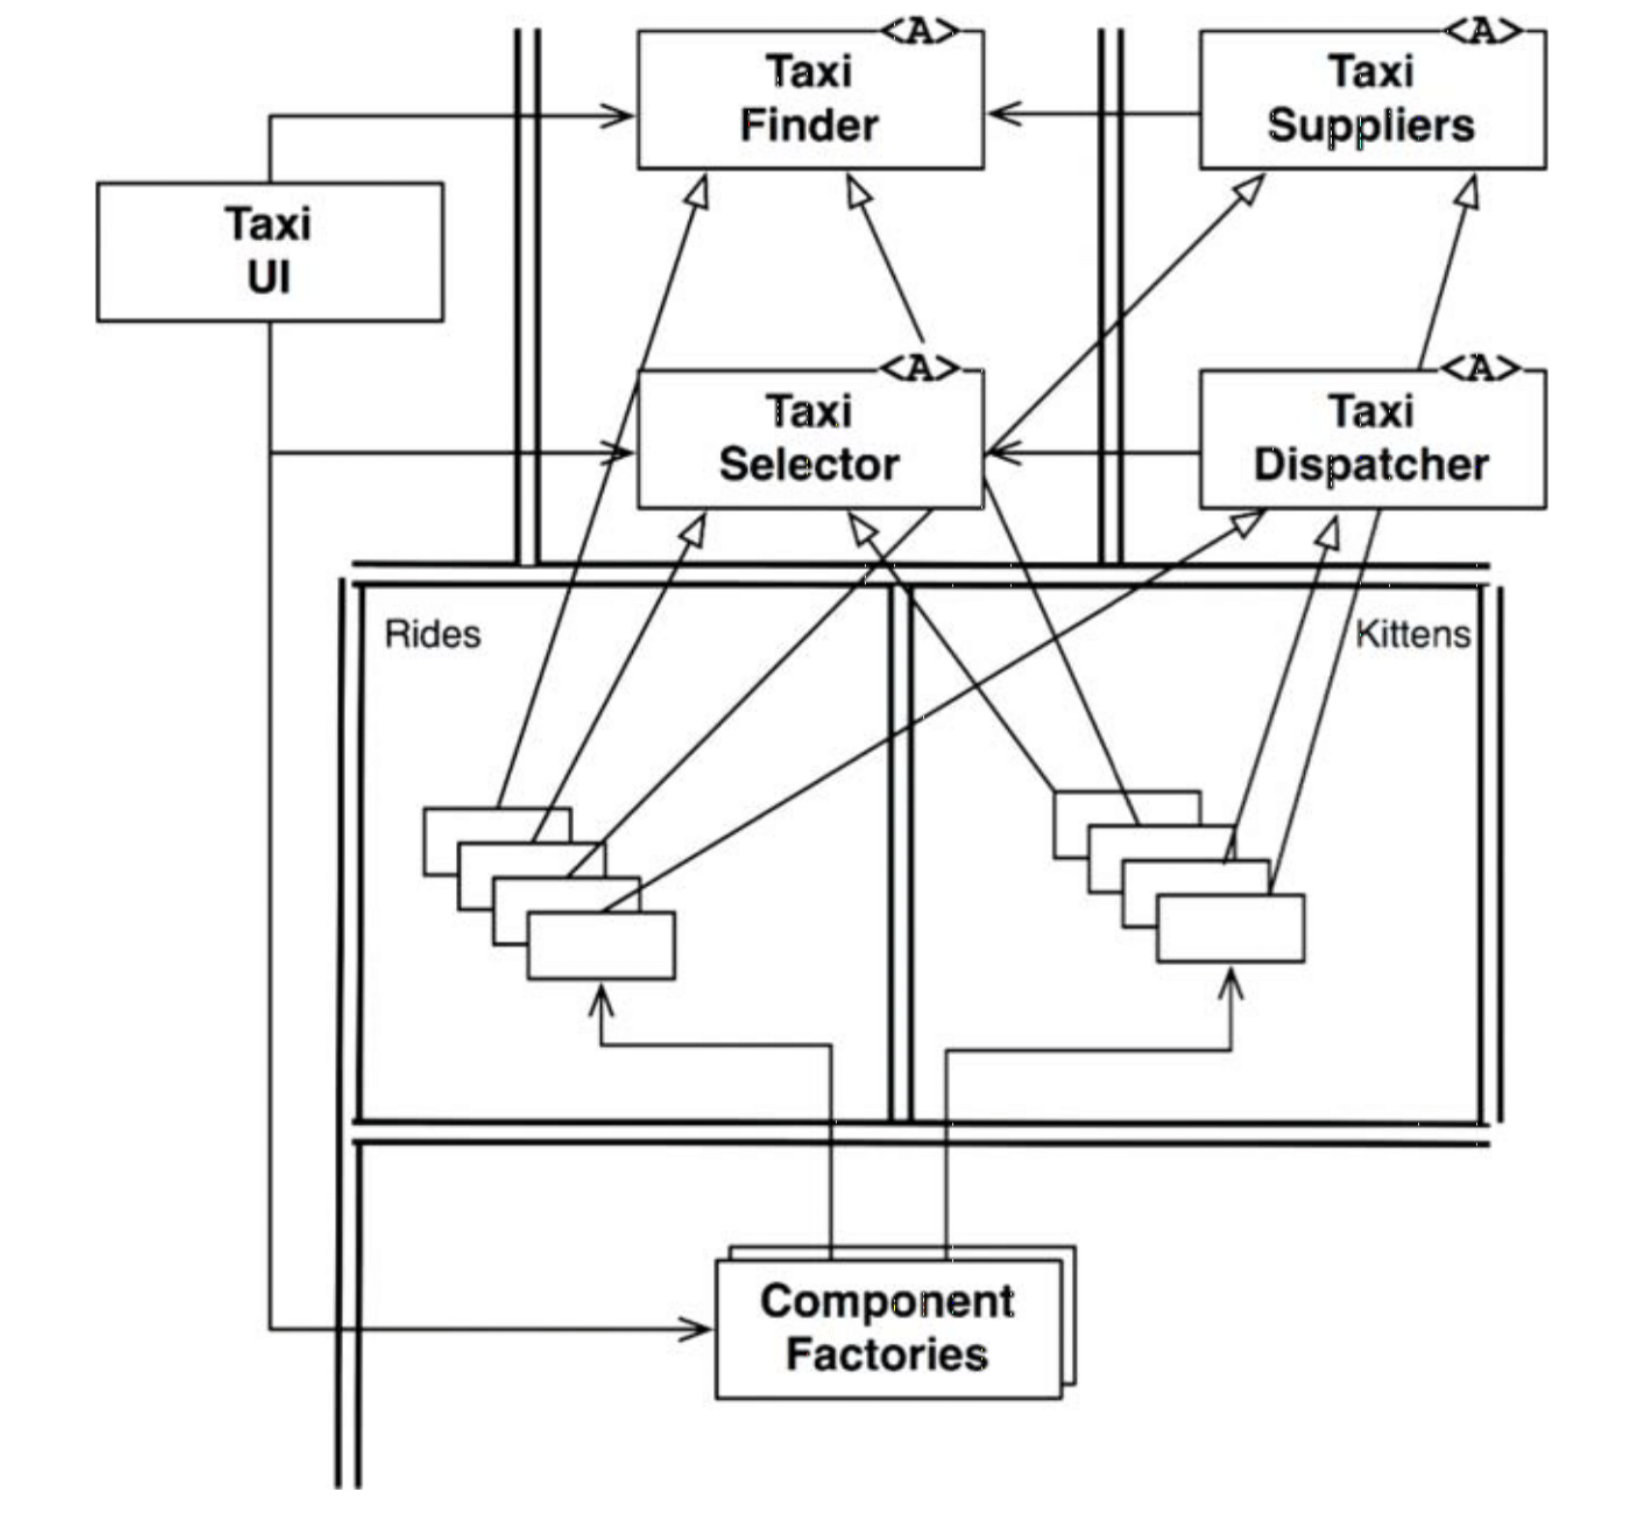 <A>
Taxi
Finder
<A>
Taxi
Suppliers
Taxi
UI
<A>
Taxi
Selector
<A>
Taxi
Dispatcher
Rides
Kittens
Component
Factories